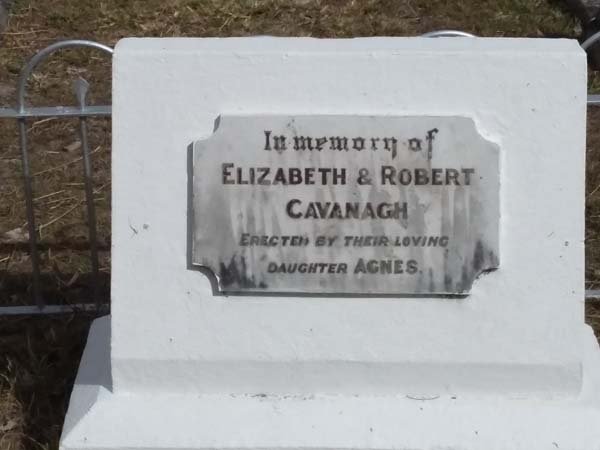 In memory of
ELIZABETH & ROBERT
CAVANAGH
ERECTED BY THEIR LOVING
DAUGHTER AGNES.